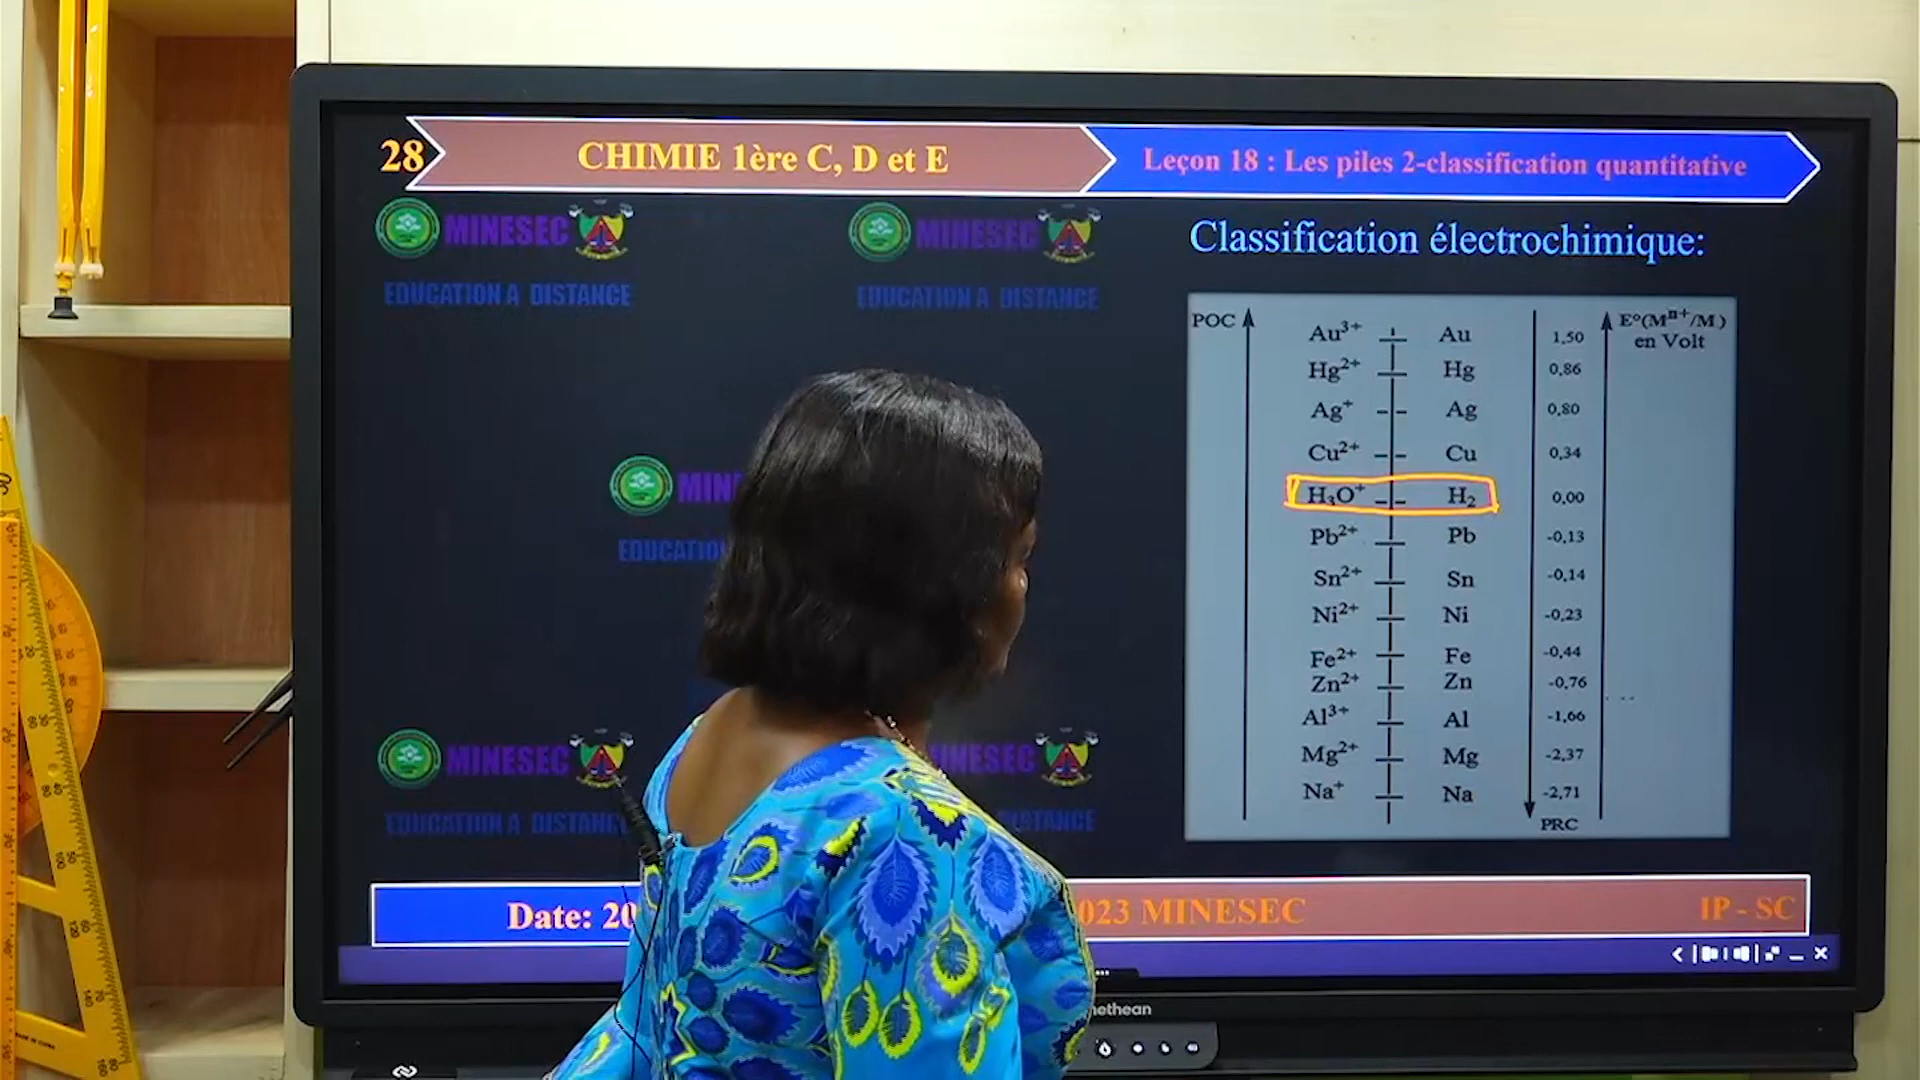 28
CHIMIE 1ère C, D et E
Leçon 18 : Les piles 2-classification quantitative
MINESEC
EDUCATION A DISTANCE
MINESEC
EDUCATION A DISTANCE
Classification électrochimique:
POC
E°(Mⁿ⁺/M)
en Volt
Au³⁺ Au 1,50
Hg²⁺ Hg 0,86
Ag⁺ Ag 0,80
Cu²⁺ Cu 0,34
H₃O⁺ H₂ 0,00
Pb²⁺ Pb -0,13
Sn²⁺ Sn -0,14
Ni²⁺ Ni -0,23
Fe²⁺ Fe -0,44
Zn²⁺ Zn -0,76
Al³⁺ Al -1,66
Mg²⁺ Mg -2,37
Na⁺ Na -2,71
PRC
MINESEC
EDUCATION A DISTANC
Date: 20
023 MINESEC
IP - SC